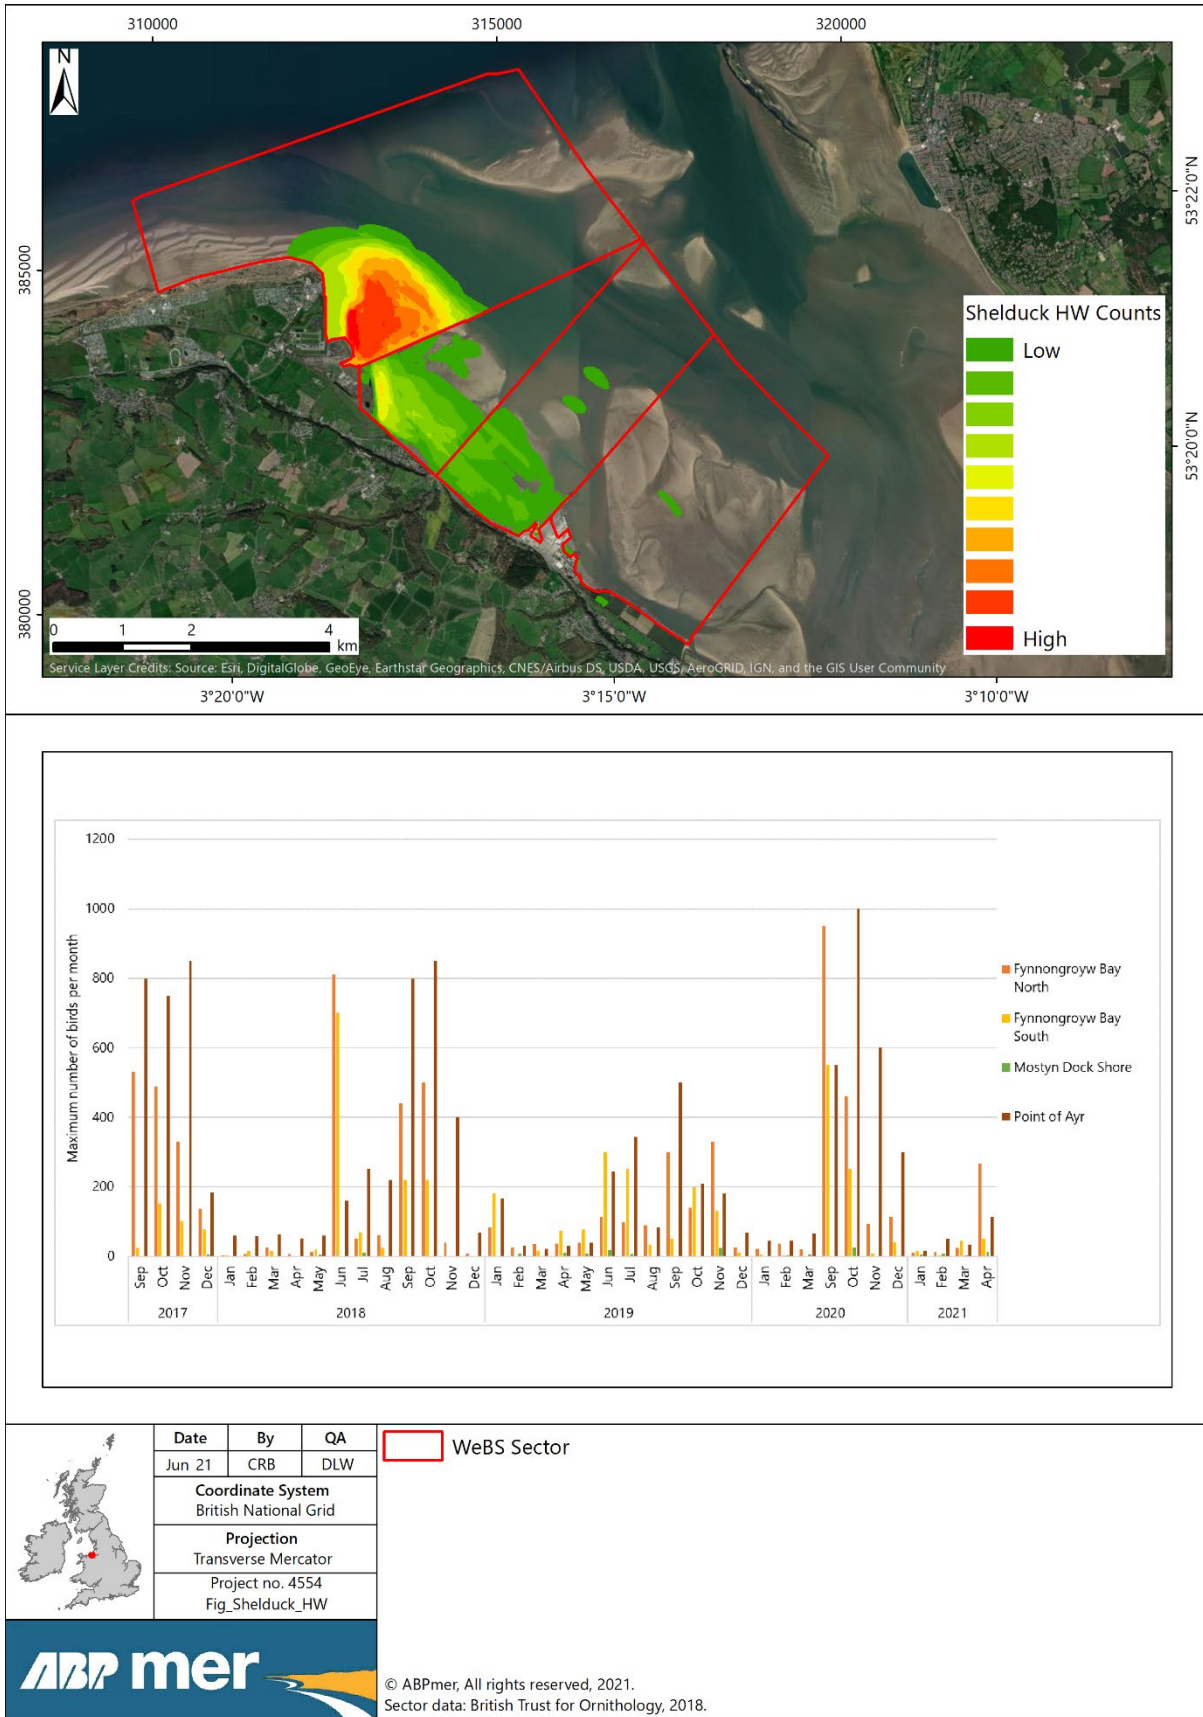 310000 315000 320000
N
385000
380000
53°22'0"N
53°20'0"N
Shelduck HW Counts
Low
High
0 1 2 4
km
Service Layer Credits: Source: Esri, DigitalGlobe, GeoEye, Earthstar Geographics, CNES/Airbus DS, USDA, USGS, AeroGRID, IGN, and the GIS User Community
3°20'0"W 3°15'0"W 3°10'0"W
Maximum number of birds per month
1200
1000
800
600
400
200
0
Sep Oct Nov Dec Jan Feb Mar Apr May Jun Jul Aug Sep Oct Nov Dec Jan Feb Mar Apr May Jun Jul Aug Sep Oct Nov Dec Jan Feb Mar Sep Oct Nov Dec Jan Feb Mar Apr
2017 2018 2019 2020 2021
Fynnongroyw Bay
North
Fynnongroyw Bay
South
Mostyn Dock Shore
Point of Ayr
Date By QA
Jun 21 CRB DLW
Coordinate System
British National Grid
Projection
Transverse Mercator
Project no. 4554
Fig_Shelduck_HW
WeBS Sector
ABPmer
© ABPmer, All rights reserved, 2021.
Sector data: British Trust for Ornithology, 2018.